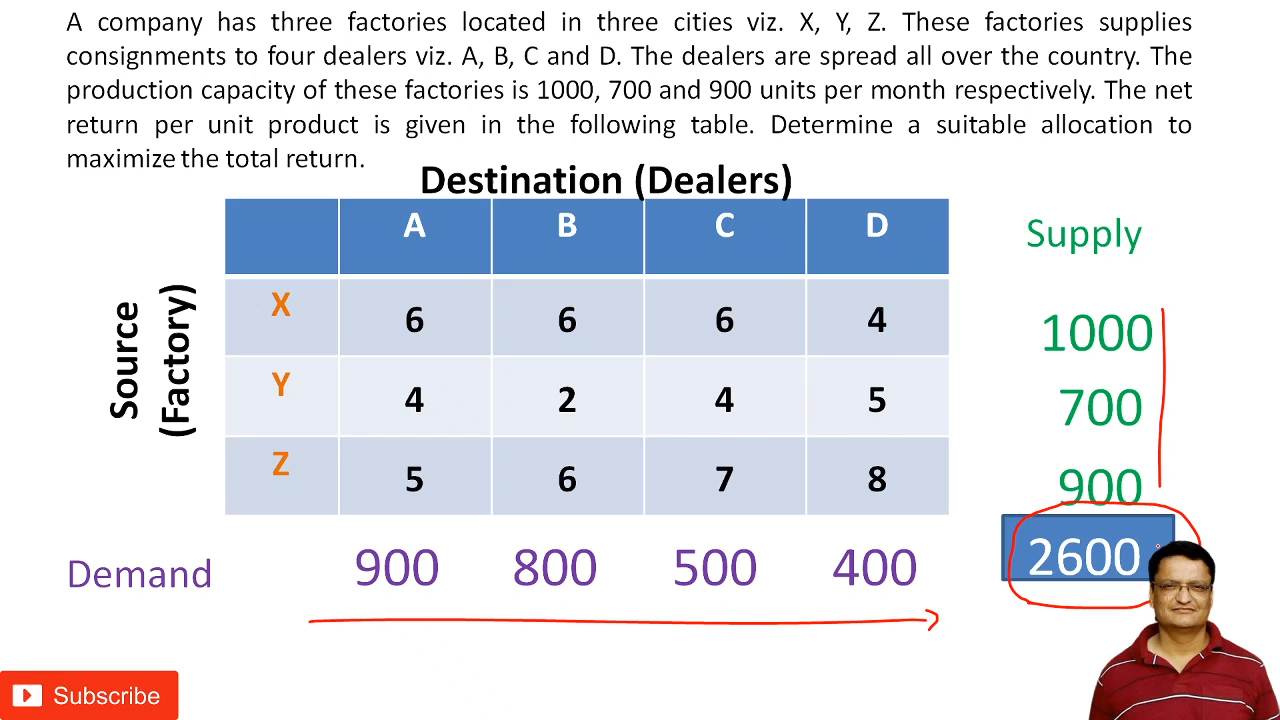 A company has three factories located in three cities viz. X, Y, Z. These factories supplies
consignments to four dealers viz. A, B, C and D. The dealers are spread all over the country. The
production capacity of these factories is 1000, 700 and 900 units per month respectively. The net
return per unit product is given in the following table. Determine a suitable allocation to
maximize the total return.
Destination (Dealers)
A B C D Supply
Source
(Factory)
X 6 6 6 4 1000
Y 4 2 4 5 700
Z 5 6 7 8 900
Demand 900 800 500 400 2600
Subscribe